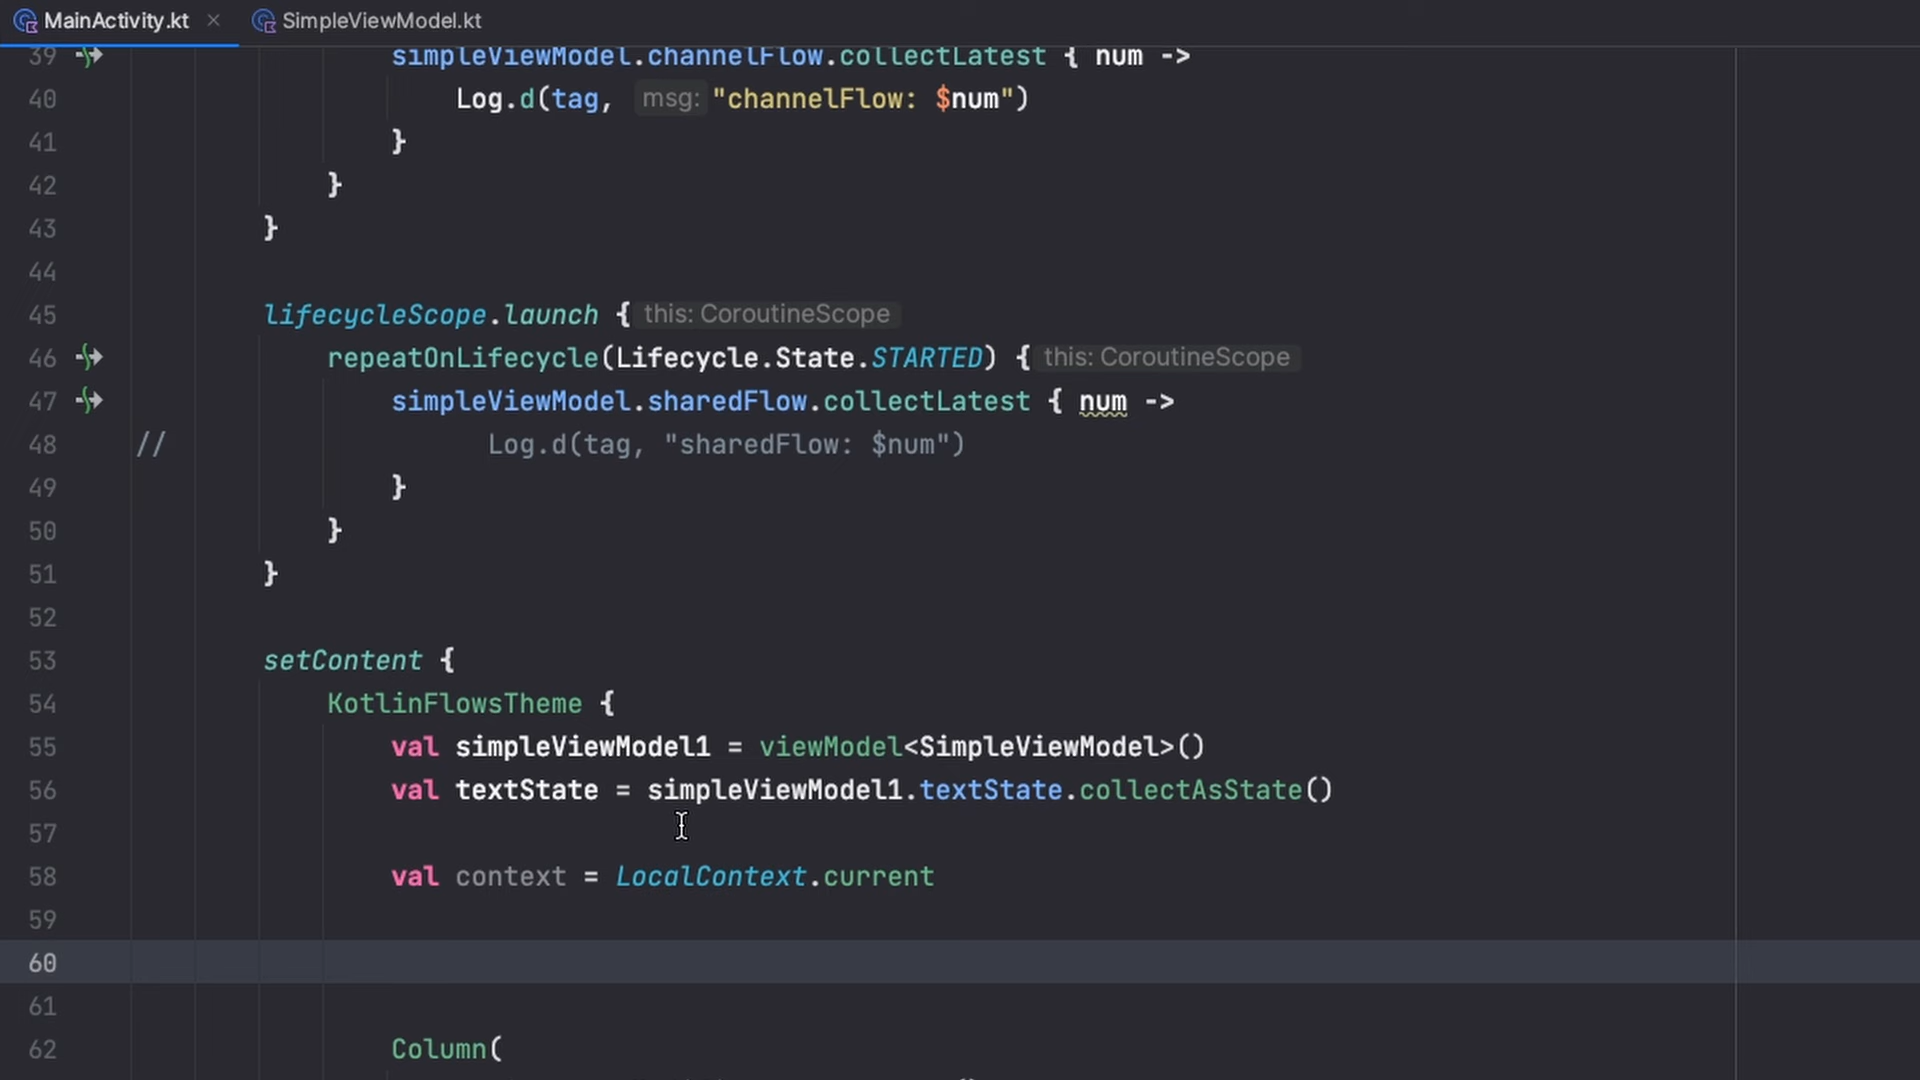 MainActivity.kt × SimpleViewModel.kt
39 simpleViewModel.channelFlow.collectLatest { num ->
40 Log.d(tag, msg: "channelFlow: $num")
41 }
42 }
43 }
44
45 lifecycleScope.launch { this: CoroutineScope
46 repeatOnLifecycle(Lifecycle.State.STARTED) { this: CoroutineScope
47 simpleViewModel.sharedFlow.collectLatest { num ->
48 // Log.d(tag, "sharedFlow: $num")
49 }
50 }
51 }
52
53 setContent {
54 KotlinFlowsTheme {
55 val simpleViewModel1 = viewModel<SimpleViewModel>()
56 val textState = simpleViewModel1.textState.collectAsState()
57
58 val context = LocalContext.current
59
60
61
62 Column(